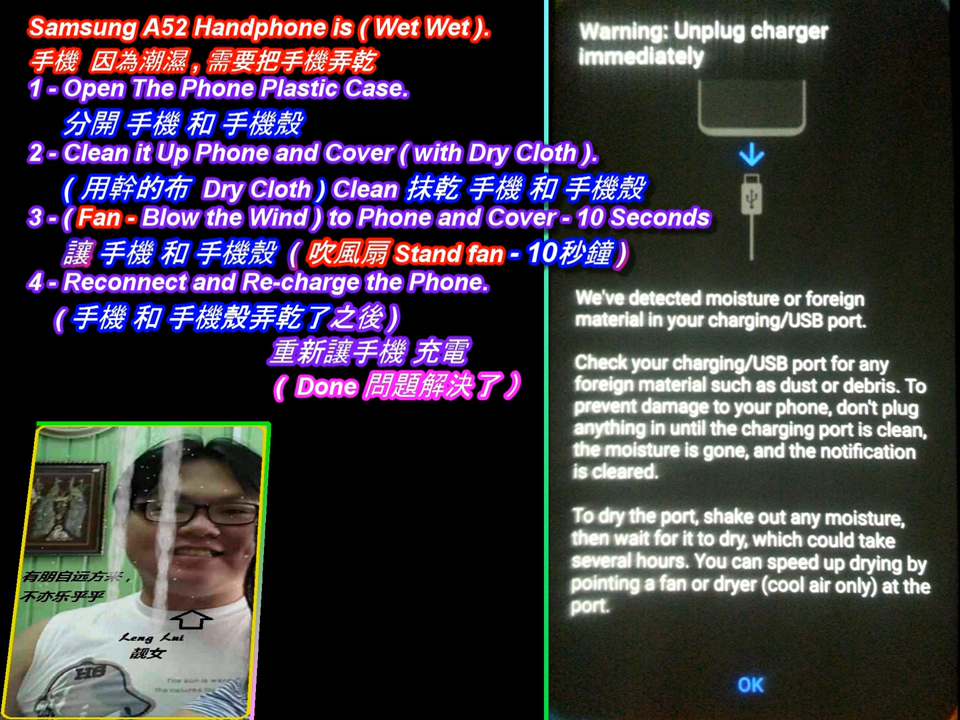 Samsung A52 Handphone is ( Wet Wet ).
手機 因為潮濕 , 需要把手機弄乾
1 - Open The Phone Plastic Case.
分開 手機 和 手機殼
2 - Clean it Up Phone and Cover ( with Dry Cloth ).
( 用幹的布 Dry Cloth ) Clean 抹乾 手機 和 手機殼
3 - ( Fan - Blow the Wind ) to Phone and Cover - 10 Seconds
讓 手機 和 手機殼 ( 吹風扇 Stand fan - 10秒鐘 )
4 - Reconnect and Re-charge the Phone.
( 手機 和 手機殼弄乾了之後 )
重新讓手機 充電
( Done 問題解決了 )
有朋自远方来 ,
不亦乐乎乎
Leng Lui
靓女
HS
The sun is
the natures
Warning: Unplug charger
immediately
We've detected moisture or foreign
material in your charging/USB port.
Check your charging/USB port for any
foreign material such as dust or debris. To
prevent damage to your phone, don't plug
anything in until the charging port is clean,
the moisture is gone, and the notification
is cleared.
To dry the port, shake out any moisture,
then wait for it to dry, which could take
several hours. You can speed up drying by
pointing a fan or dryer (cool air only) at the
port.
OK